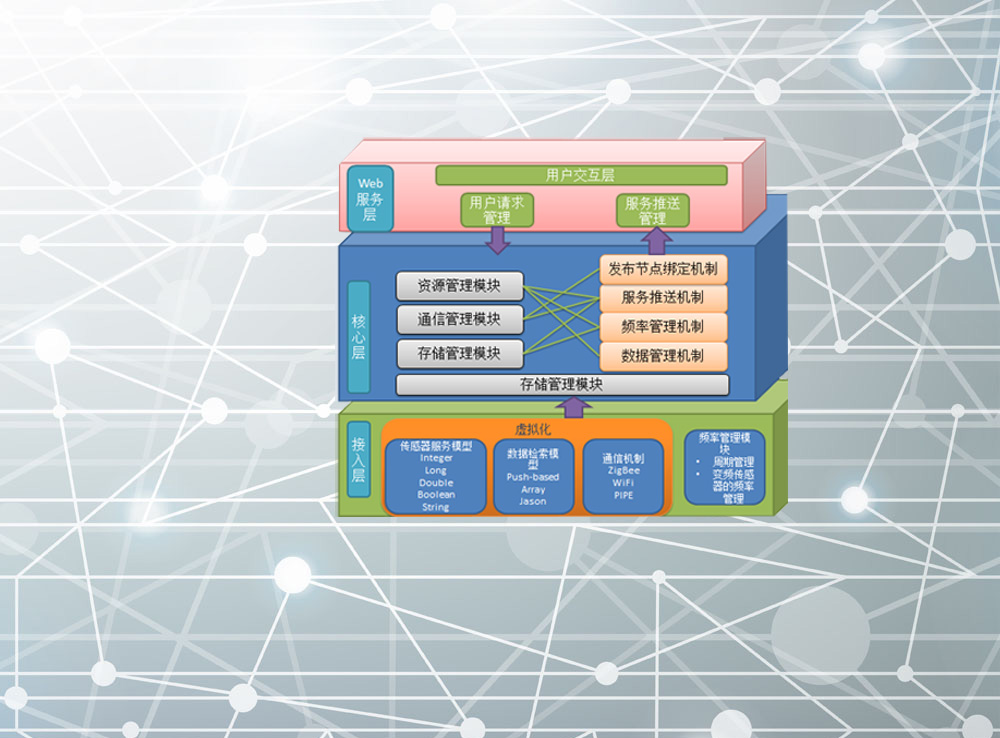 Web
服务
层
用户交互层
用户请求
管理
服务推送
管理
核
心
层
资源管理模块
通信管理模块
存储管理模块
发布节点绑定机制
服务推送机制
频率管理机制
数据管理机制
存储管理模块
接
入
层
虚拟化
传感器服务模型
Integer
Long
Double
Boolean
String
数据检索模
型
Push-based
Array
Jason
通信机制
ZigBee
WiFi
PIPE
频率管理模
块
• 周期管理
• 变频传感
器的频率
管理